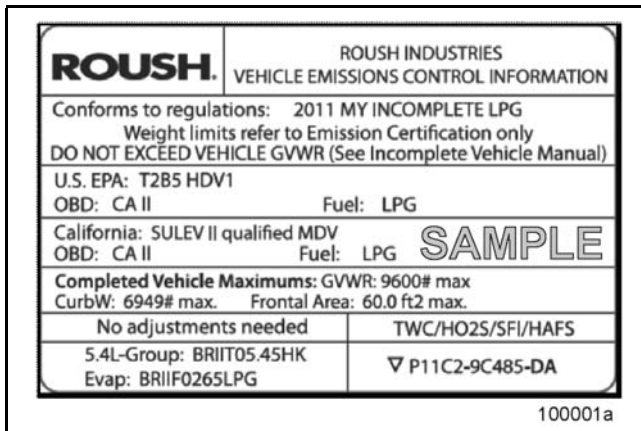 ROUSH.
ROUSH INDUSTRIES
VEHICLE EMISSIONS CONTROL INFORMATION
Conforms to regulations: 2011 MY INCOMPLETE LPG
Weight limits refer to Emission Certification only
DO NOT EXCEED VEHICLE GVWR (See Incomplete Vehicle Manual)
U.S. EPA: T2B5 HDV1
OBD: CA II Fuel: LPG
California: SULEV II qualified MDV
OBD: CA II Fuel: LPG SAMPLE
Completed Vehicle Maximums: GVWR: 9600# max
CurbW: 6949# max. Frontal Area: 60.0 ft2 max.
No adjustments needed
TWC/HO2S/SFI/HAFS
5.4L-Group: BRIIT05.45HK
Evap: BRIIF0265LPG
∇ P11C2-9C485-DA
100001a